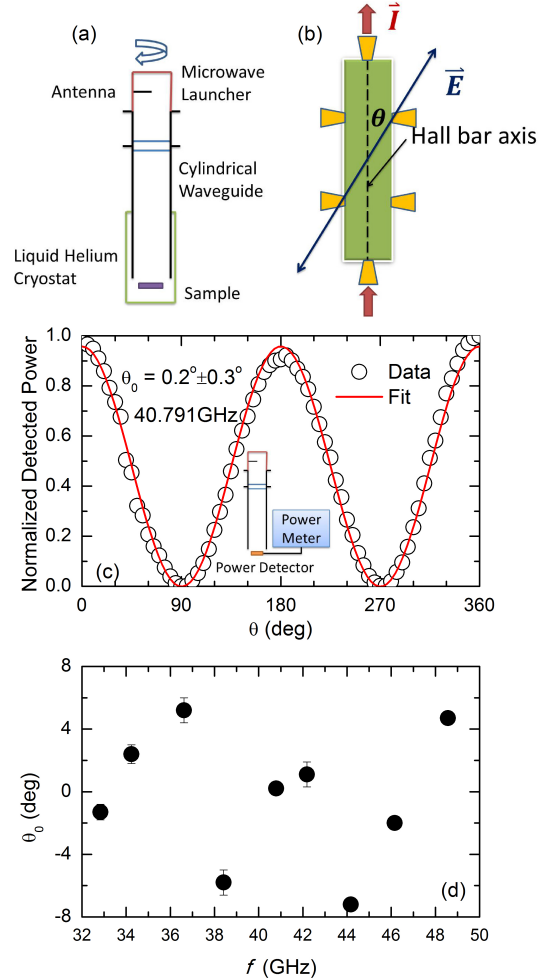 (a)
Microwave
Launcher
Antenna
Cylindrical
Waveguide
Liquid Helium
Cryostat
Sample
(b)
I
E
θ
Hall bar axis
1.0
0.8
0.6
0.4
0.2
0.0
Normalized Detected Power
θ₀ = 0.2°±0.3°
40.791GHz
Data
Fit
Power
Meter
Power Detector
(c)
0 90 180 270 360
θ (deg)
8
4
0
-4
-8
θ₀ (deg)
(d)
32 34 36 38 40 42 44 46 48 50
f (GHz)